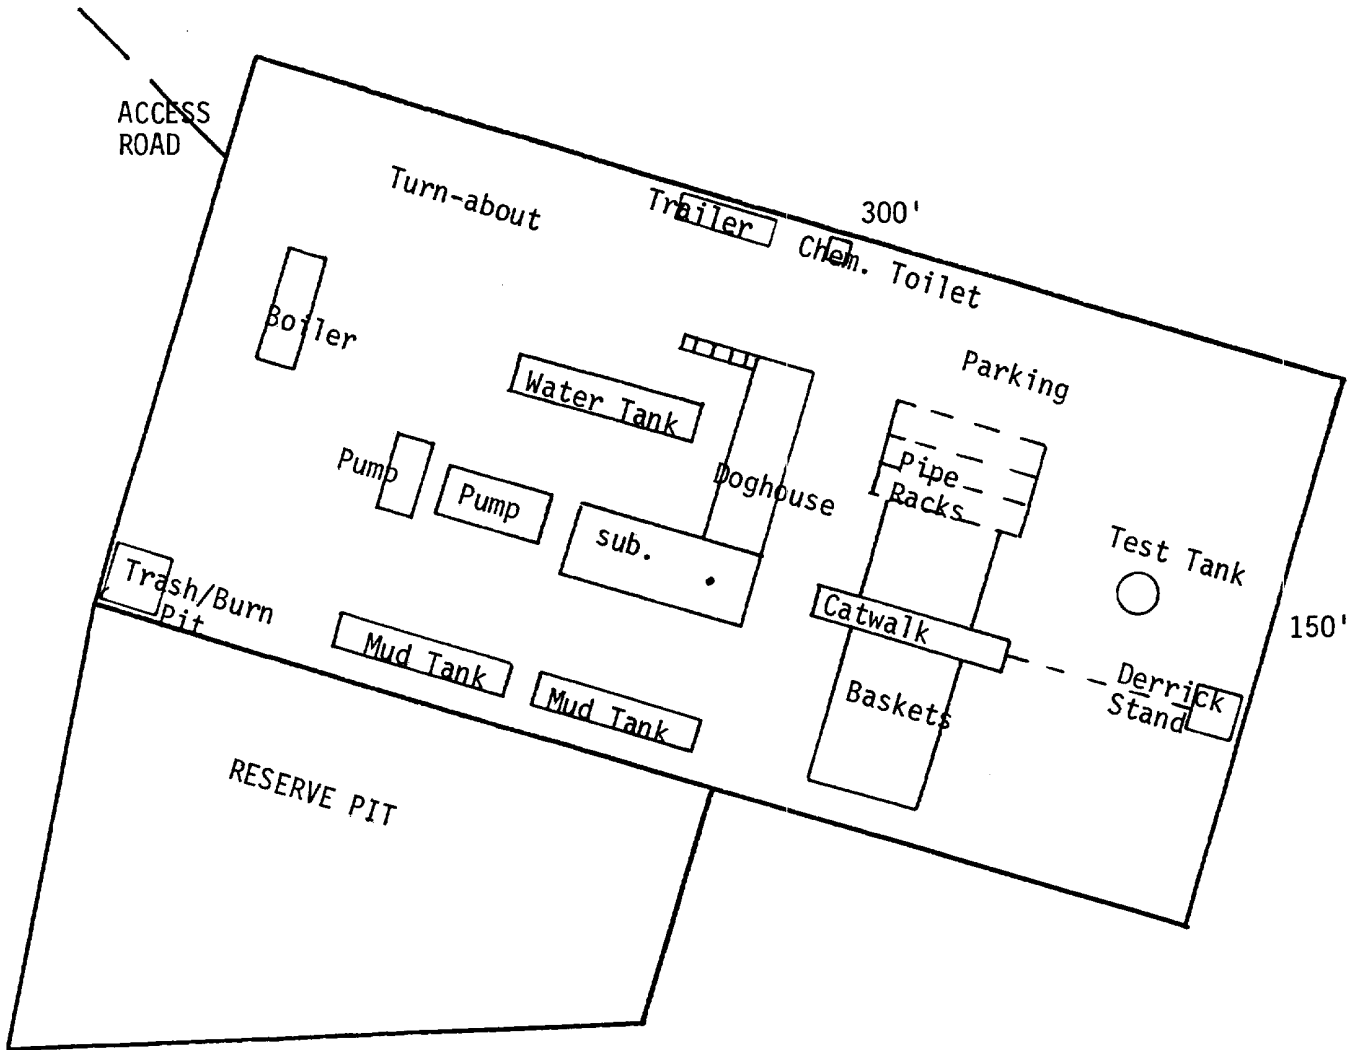 ACCESS
ROAD
Turn-about
Trailer
300'
Chem. Toilet
Boiler
Parking
Water Tank
Pump
Pump
Doghouse
Pipe
Racks
sub.
Test Tank
Trash/Burn
Pit
Catwalk
150'
Mud Tank
Mud Tank
Baskets
Derrick
Stand
RESERVE PIT